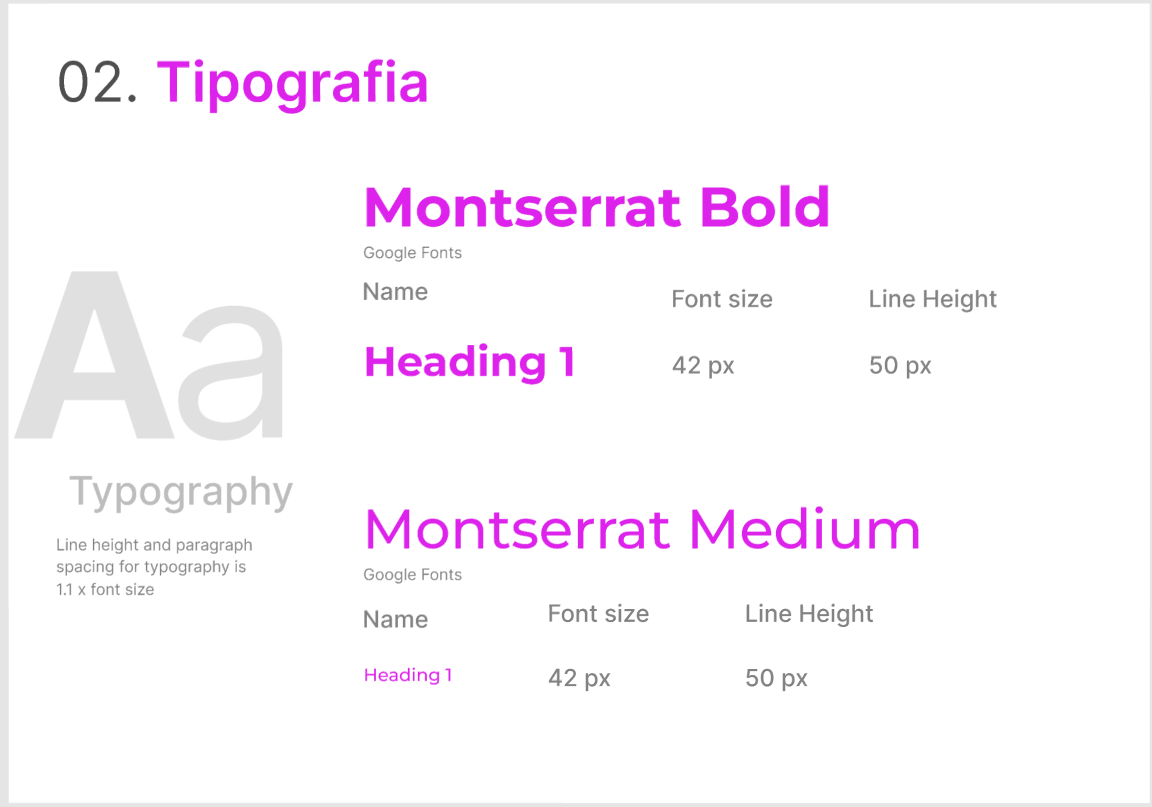 02. Tipografia
Aa
Typography
Line height and paragraph
spacing for typography is
1.1 x font size
Montserrat Bold
Google Fonts
Name Font size Line Height
Heading 1 42 px 50 px
Montserrat Medium
Google Fonts
Name Font size Line Height
Heading 1 42 px 50 px